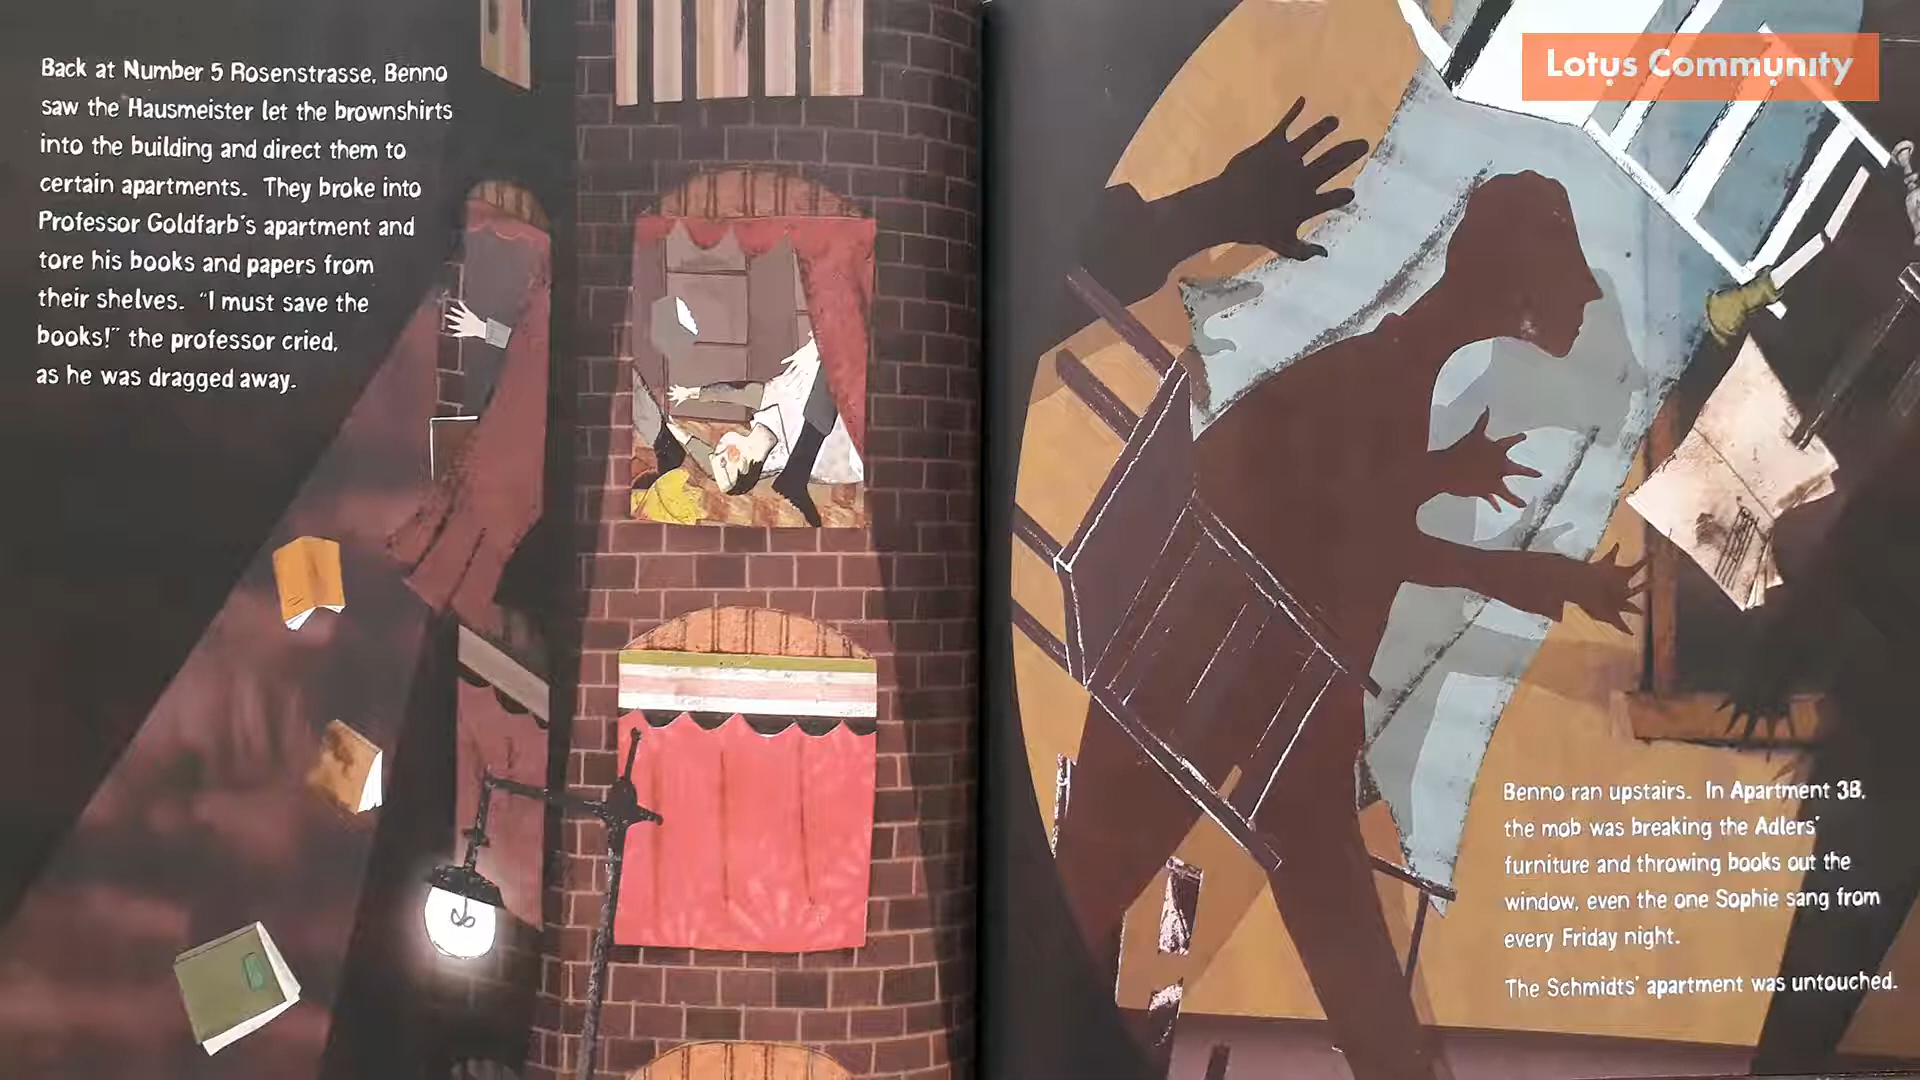 Back at Number 5 Rosenstrasse, Benno
saw the Hausmeister let the brownshirts
into the building and direct them to
certain apartments. They broke into
Professor Goldfarb's apartment and
tore his books and papers from
their shelves. "I must save the
books!" the professor cried,
as he was dragged away.
Lotus Community
Benno ran upstairs. In Apartment 3B,
the mob was breaking the Adlers'
furniture and throwing books out the
window, even the one Sophie sang from
every Friday night.
The Schmidts' apartment was untouched.